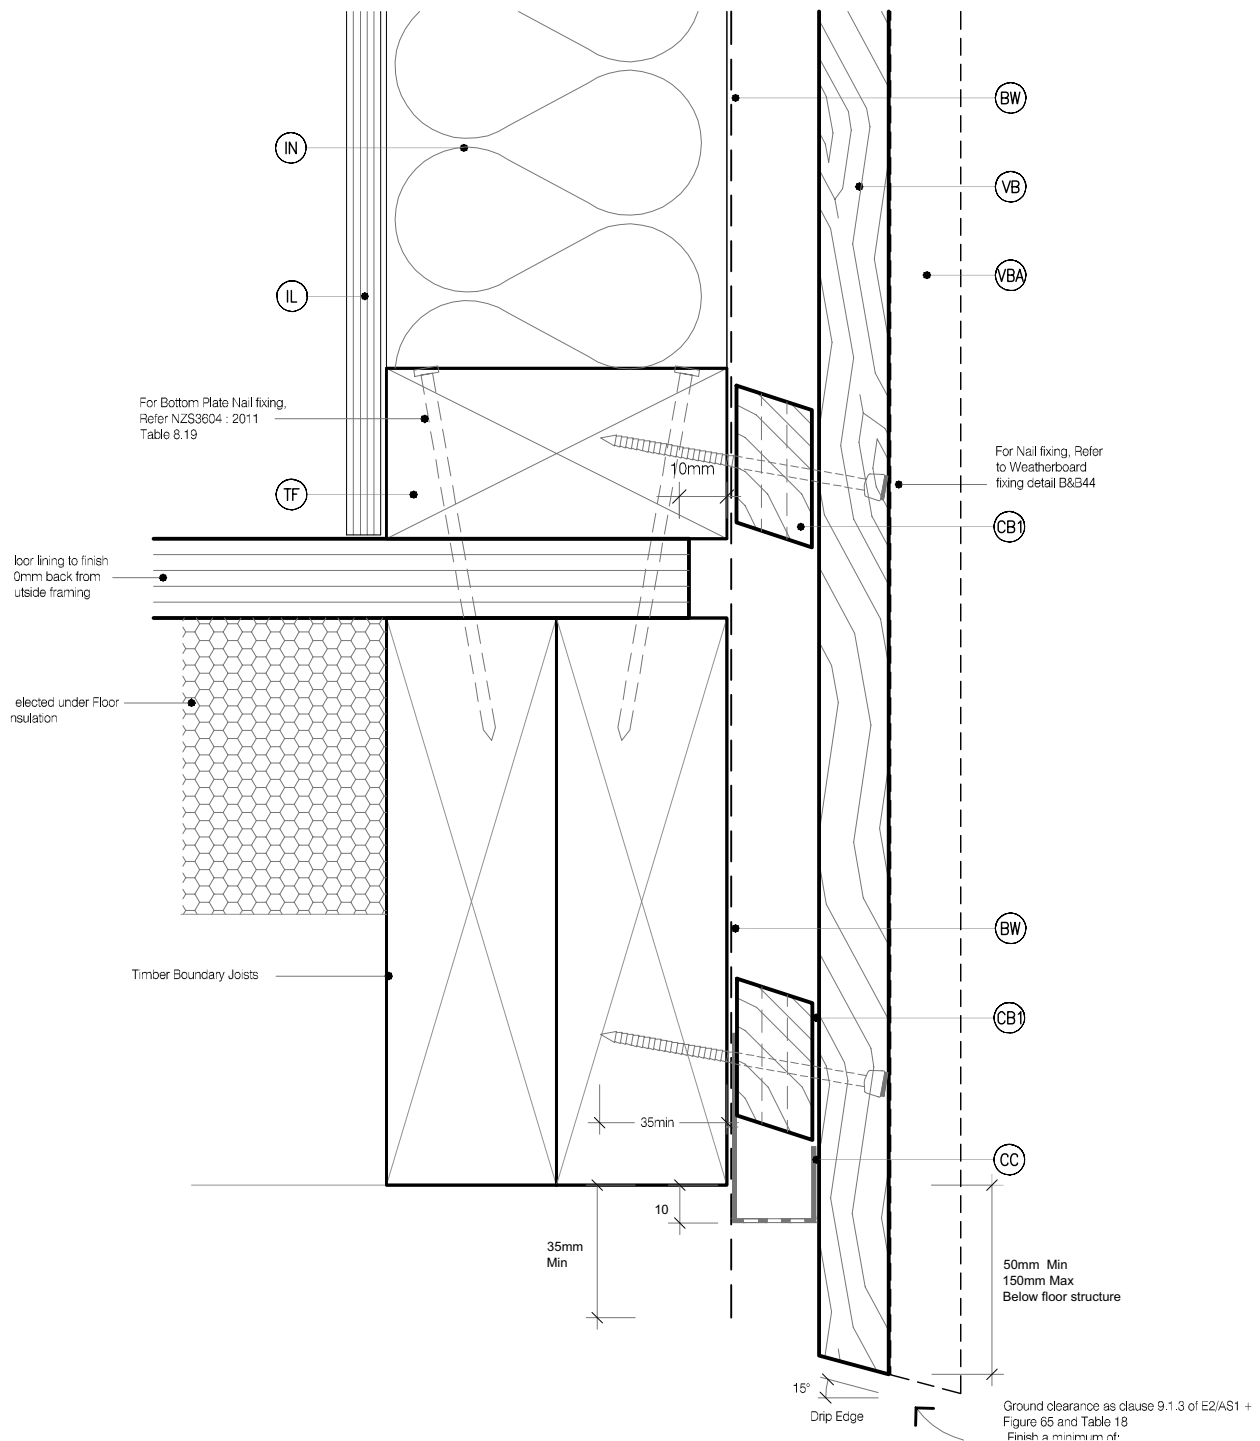 BW
IN
VB
VBA
IL
For Bottom Plate Nail fixing,
Refer NZS3604 : 2011
Table 8.19
For Nail fixing, Refer
to Weatherboard
fixing detail B&B44
10mm
TF
CB1
loor lining to finish
0mm back from
utside framing
elected under Floor
nsulation
BW
Timber Boundary Joists
CB1
35min
CC
10
35mm
Min
50mm Min
150mm Max
Below floor structure
15°
Drip Edge
Ground clearance as clause 9.1.3 of E2/AS1 +
Figure 65 and Table 18
Finish a minimum of: